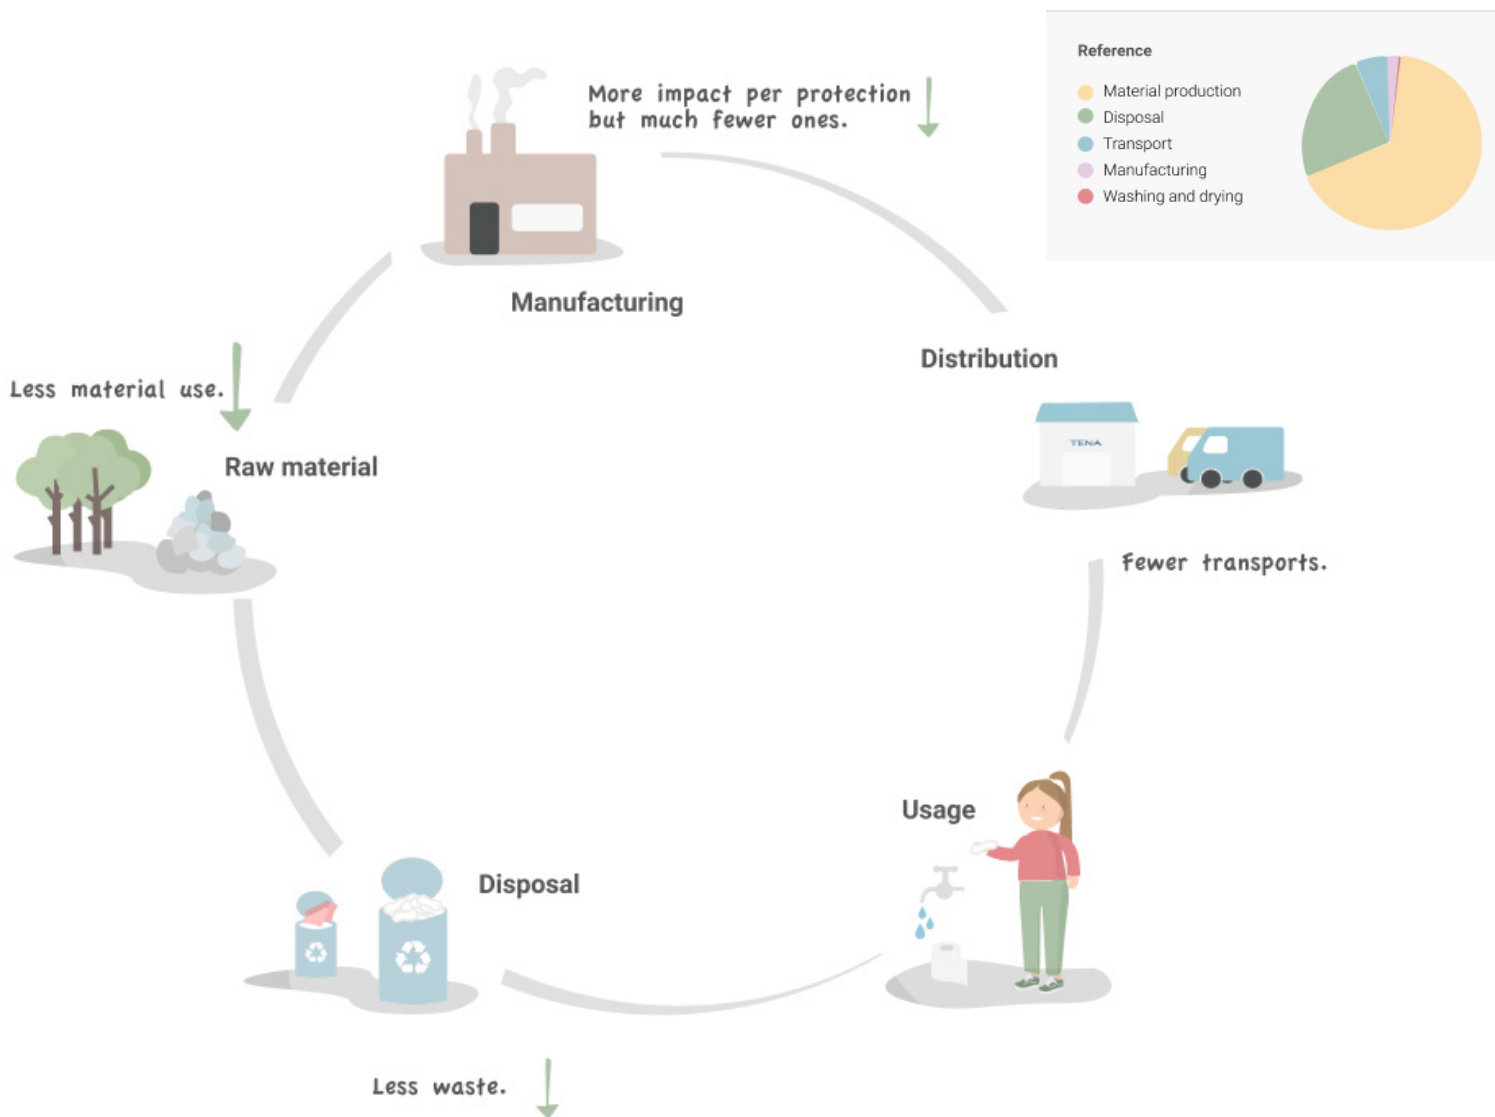 More impact per protection
but much fewer ones.
Reference
Material production
Disposal
Transport
Manufacturing
Washing and drying
Manufacturing
Distribution
TENA
Less material use.
Raw material
Fewer transports.
Usage
Disposal
Less waste.